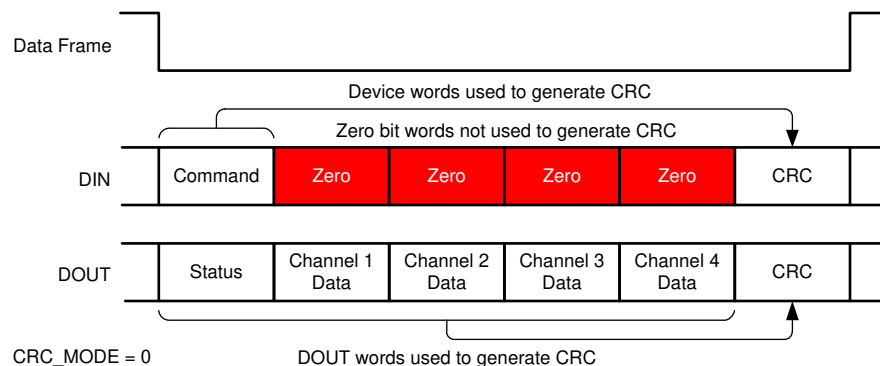 Data Frame
Device words used to generate CRC
Zero bit words not used to generate CRC
DIN
Command
Zero
Zero
Zero
Zero
CRC
DOUT
Status
Channel 1
Data
Channel 2
Data
Channel 3
Data
Channel 4
Data
CRC
CRC_MODE = 0
DOUT words used to generate CRC